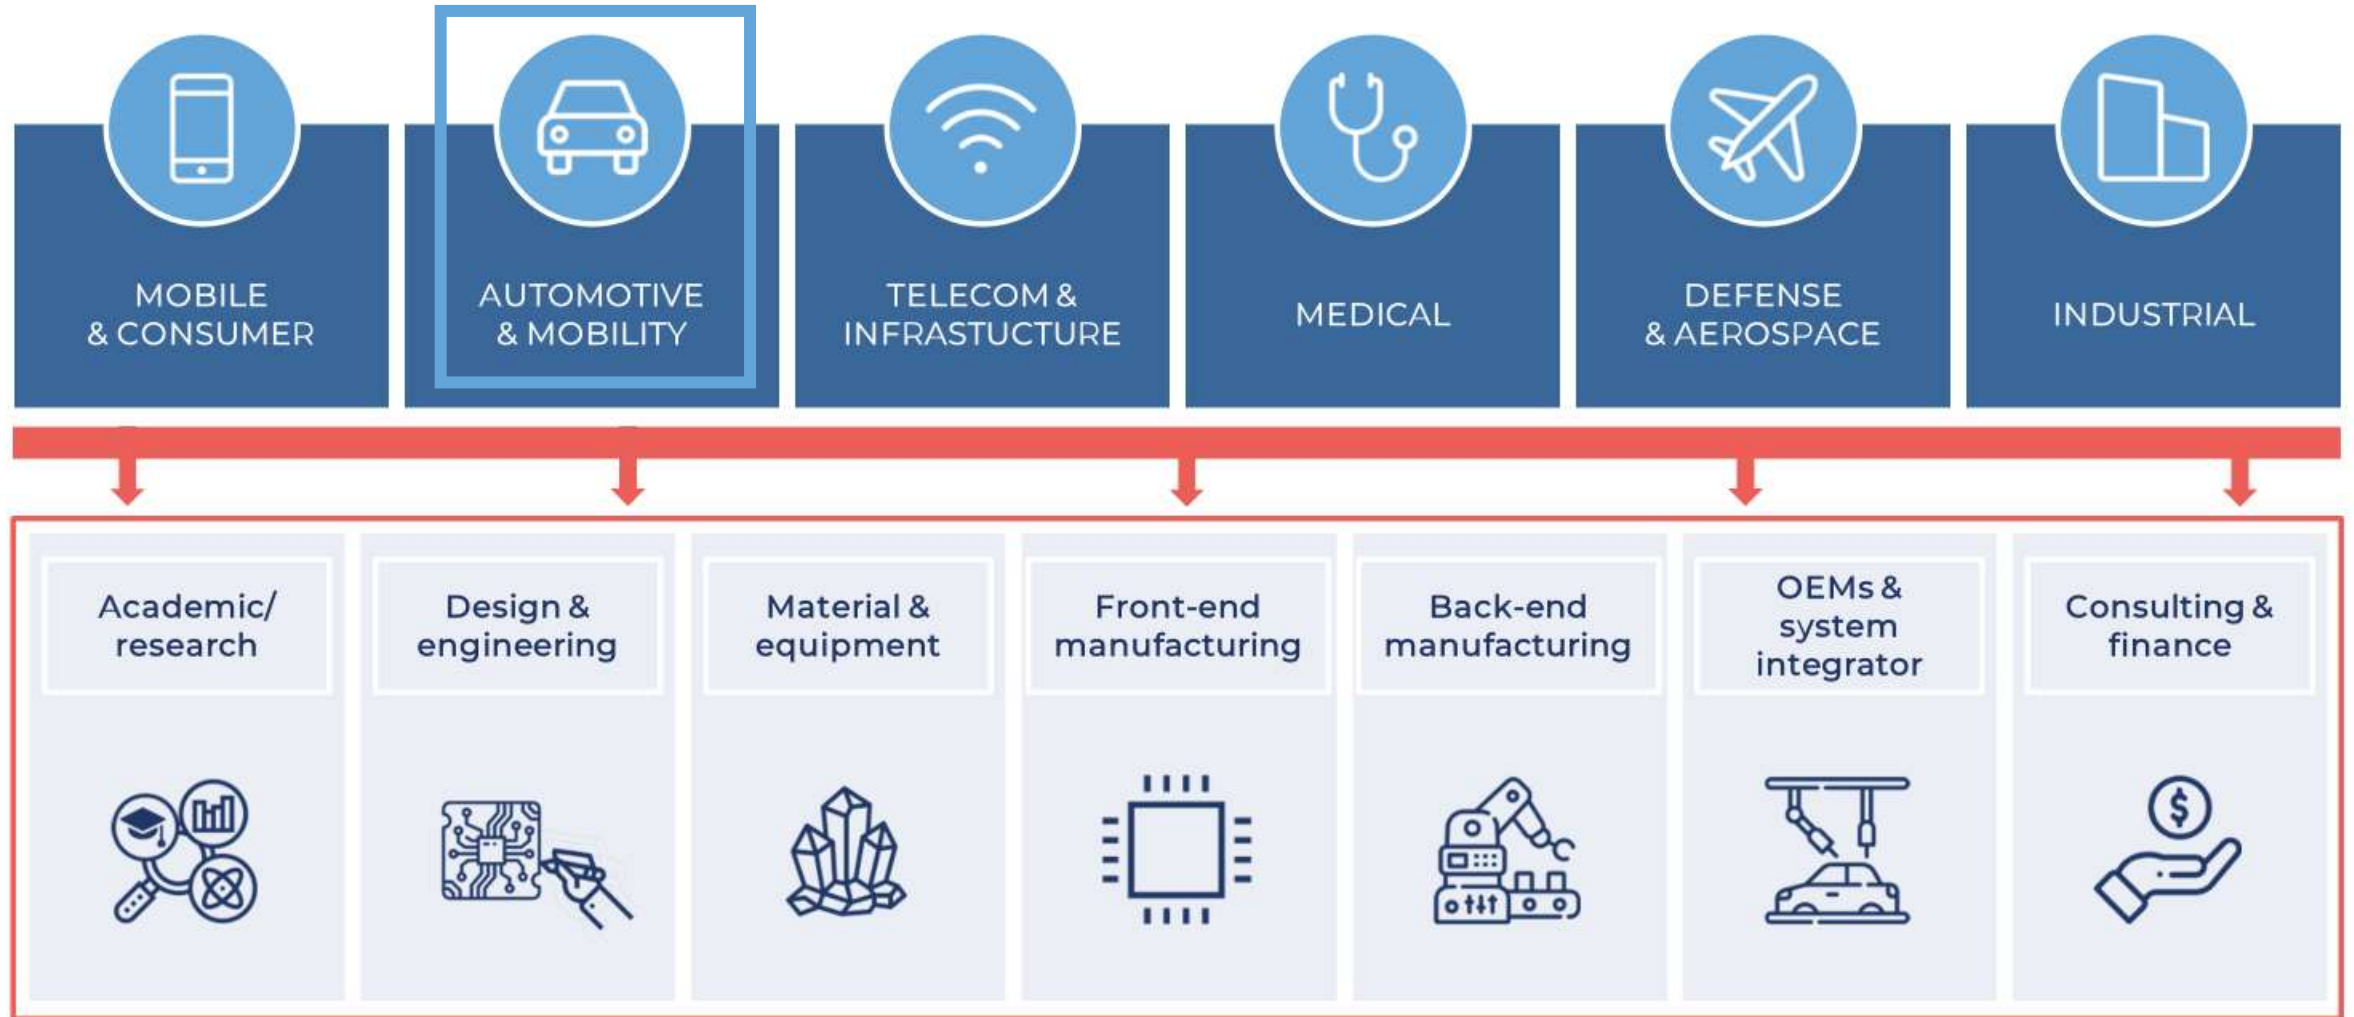 MOBILE
& CONSUMER
AUTOMOTIVE
& MOBILITY
TELECOM &
INFRASTUCTURE
MEDICAL
DEFENSE
& AEROSPACE
INDUSTRIAL
Academic/
research
Design &
engineering
Material &
equipment
Front-end
manufacturing
Back-end
manufacturing
OEMs &
system
integrator
Consulting &
finance
$